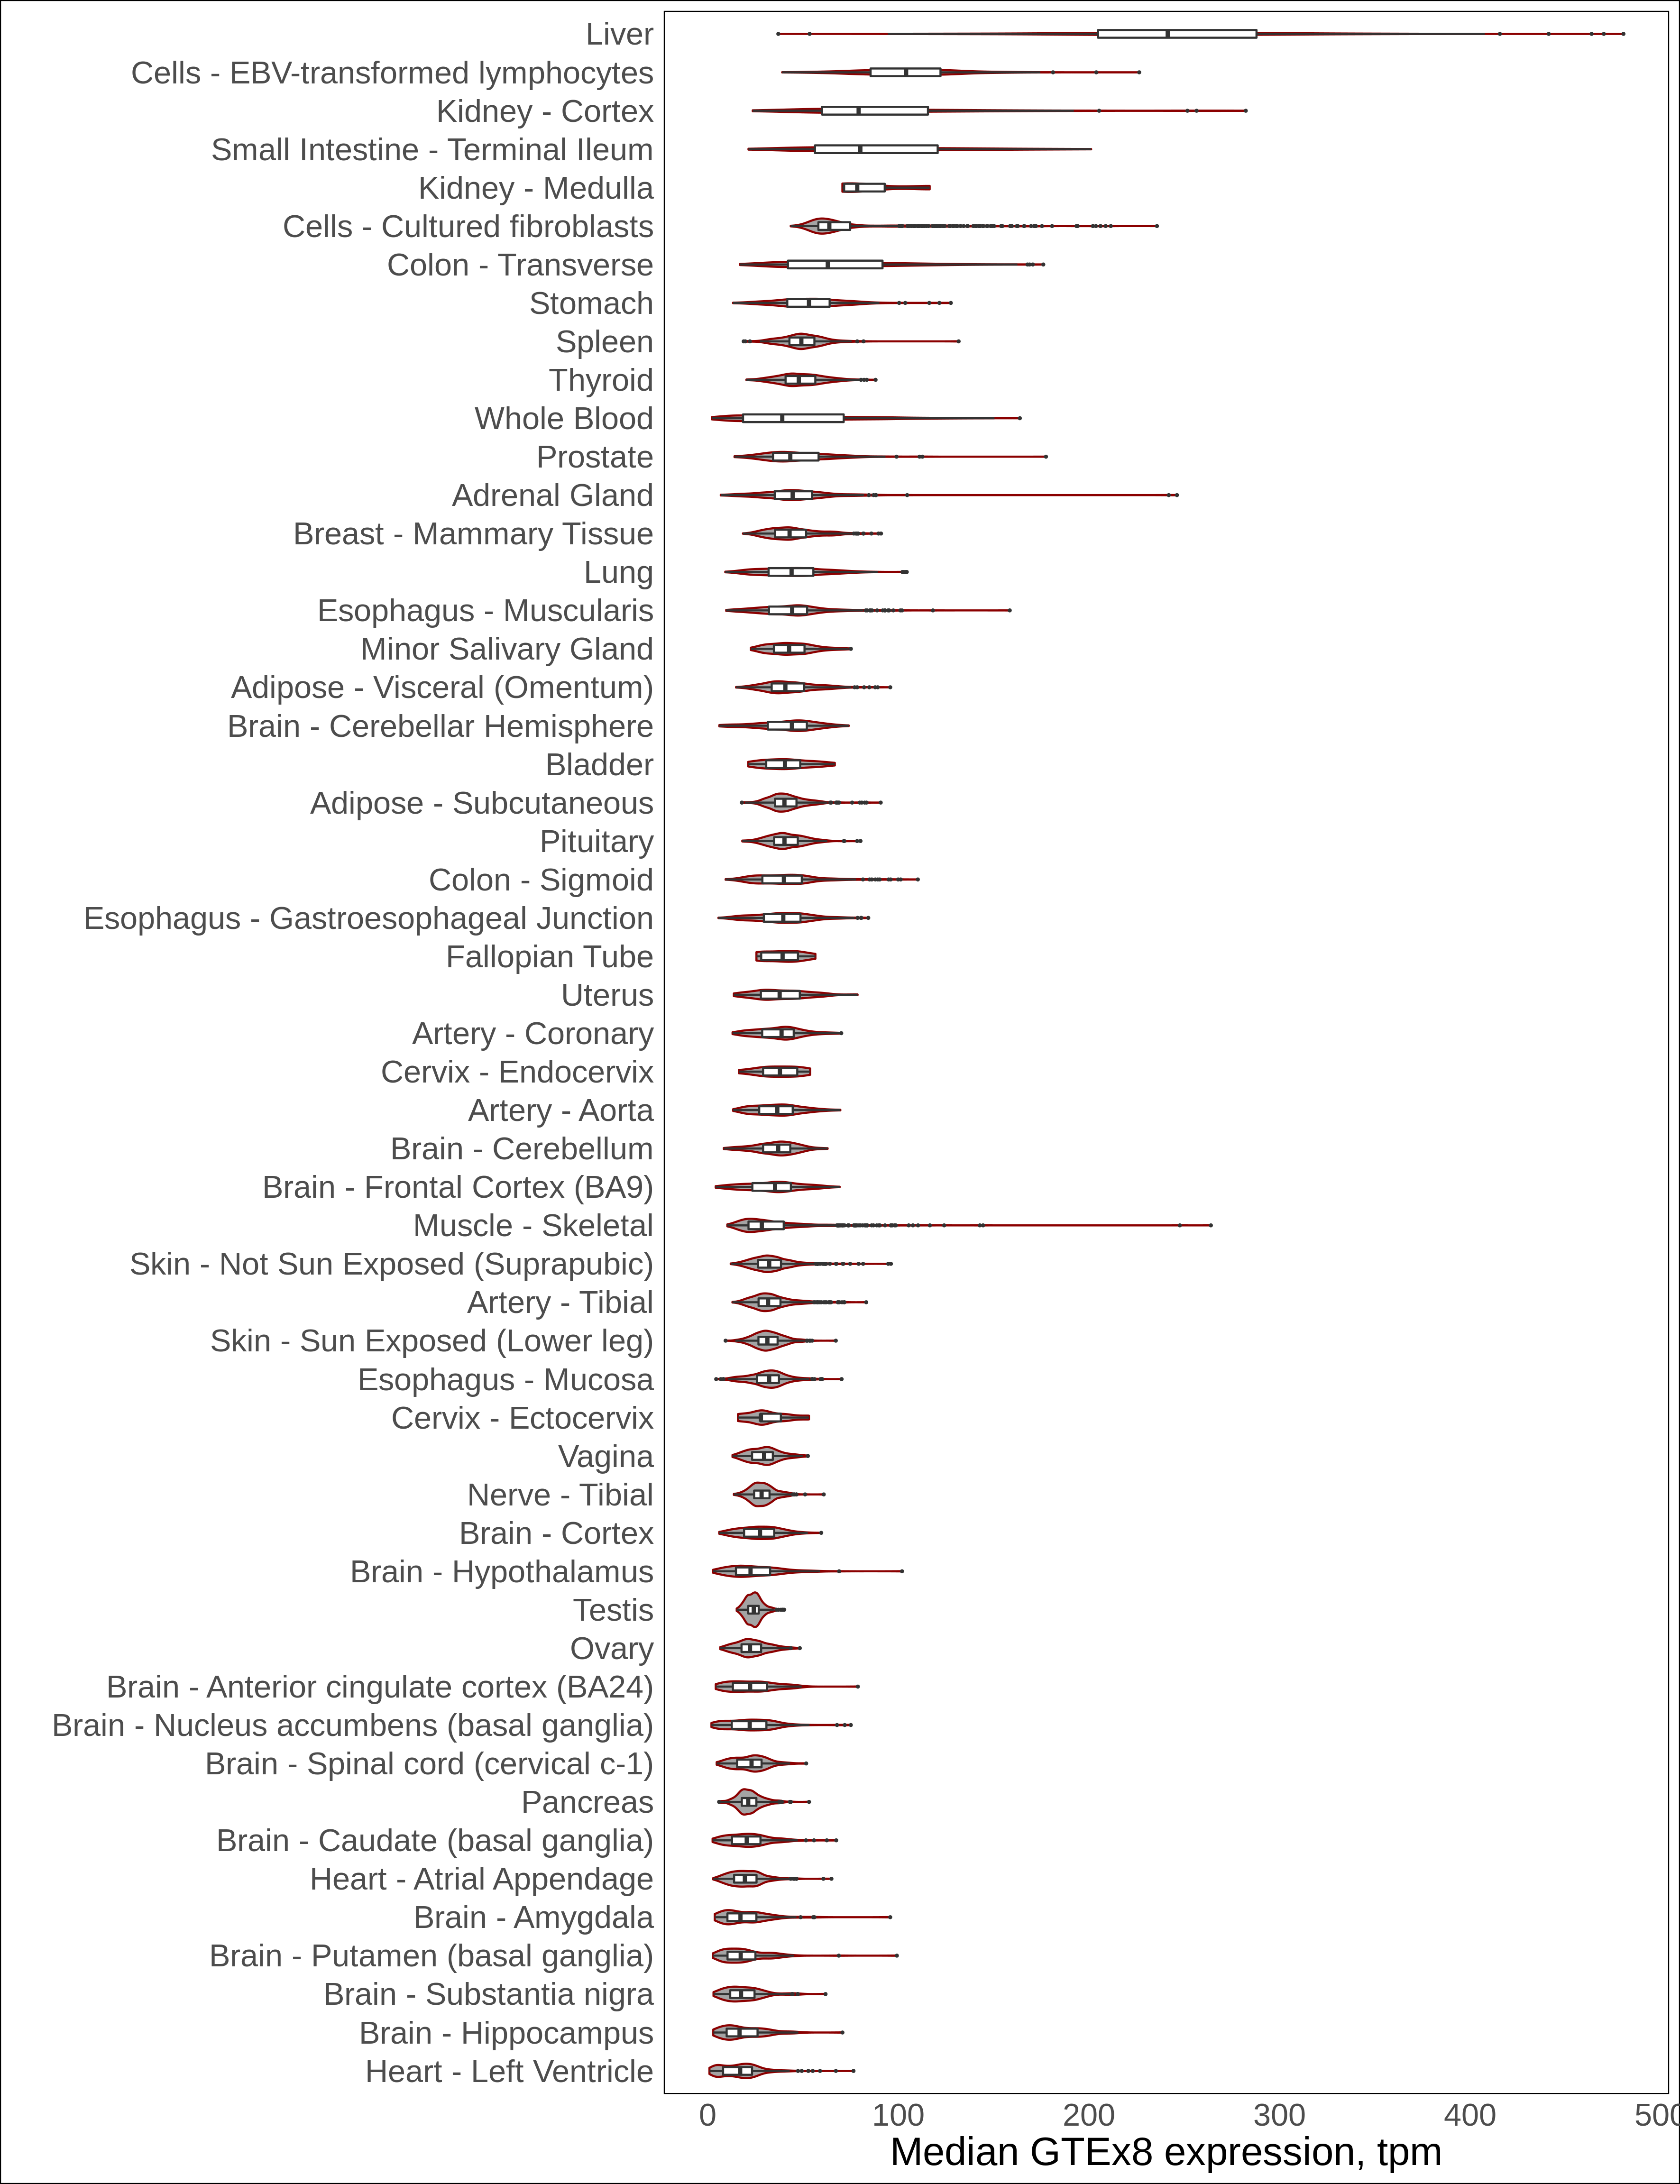 Liver
Cells - EBV-transformed lymphocytes
Kidney - Cortex
Small Intestine - Terminal Ileum
Kidney - Medulla
Cells - Cultured fibroblasts
Colon - Transverse
Stomach
Spleen
Thyroid
Whole Blood
Prostate
Adrenal Gland
Breast - Mammary Tissue
Lung
Esophagus - Muscularis
Minor Salivary Gland
Adipose - Visceral (Omentum)
Brain - Cerebellar Hemisphere
Bladder
Adipose - Subcutaneous
Pituitary
Colon - Sigmoid
Esophagus - Gastroesophageal Junction
Fallopian Tube
Uterus
Artery - Coronary
Cervix - Endocervix
Artery - Aorta
Brain - Cerebellum
Brain - Frontal Cortex (BA9)
Muscle - Skeletal
Skin - Not Sun Exposed (Suprapubic)
Artery - Tibial
Skin - Sun Exposed (Lower leg)
Esophagus - Mucosa
Cervix - Ectocervix
Vagina
Nerve - Tibial
Brain - Cortex
Brain - Hypothalamus
Testis
Ovary
Brain - Anterior cingulate cortex (BA24)
Brain - Nucleus accumbens (basal ganglia)
Brain - Spinal cord (cervical c-1)
Pancreas
Brain - Caudate (basal ganglia)
Heart - Atrial Appendage
Brain - Amygdala
Brain - Putamen (basal ganglia)
Brain - Substantia nigra
Brain - Hippocampus
Heart - Left Ventricle
0 100 200 300 400 500
Median GTEx8 expression, tpm